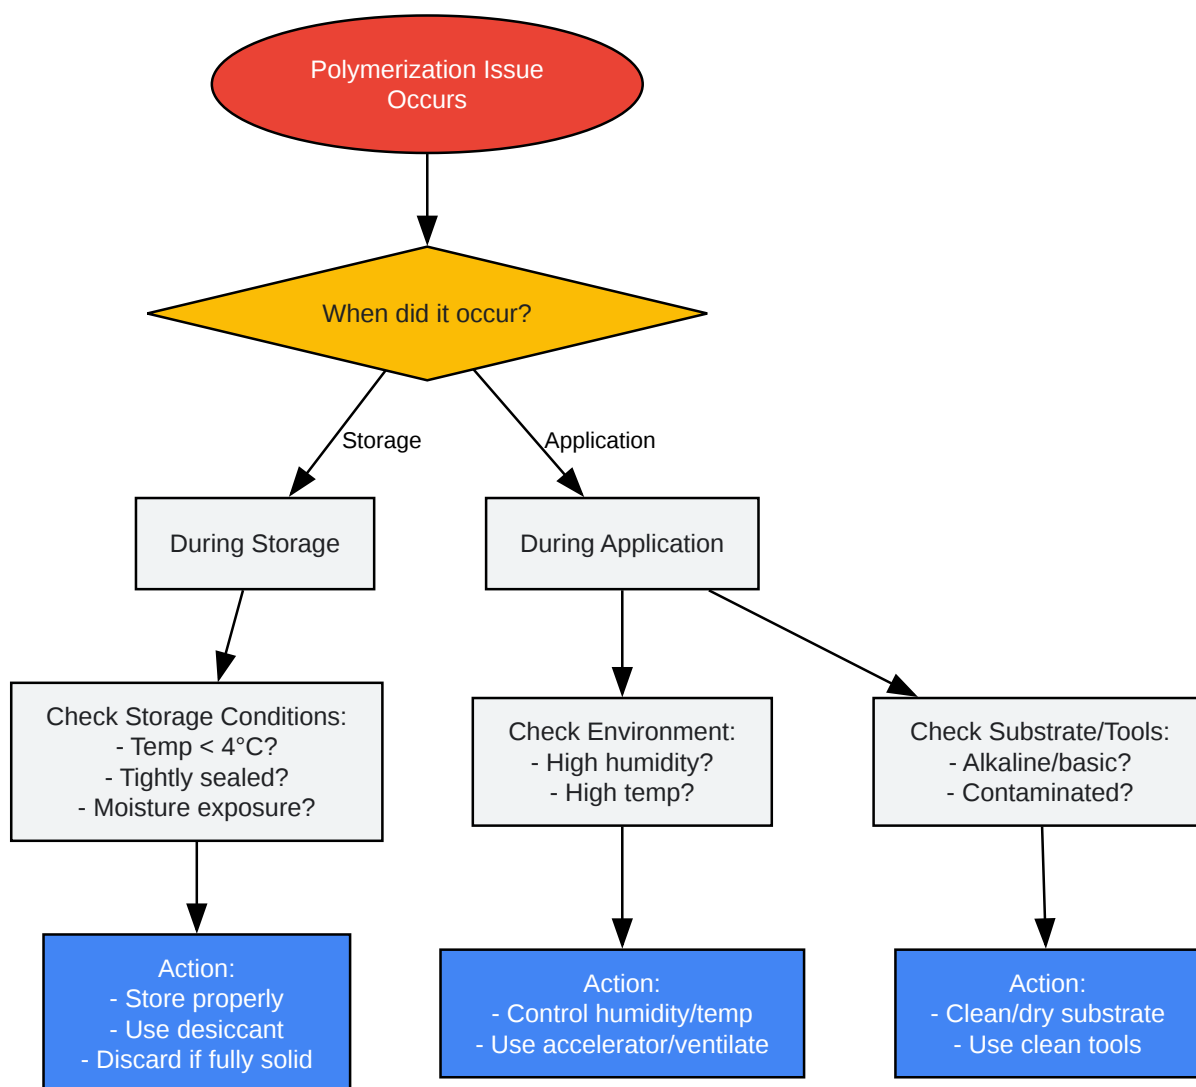 Polymerization Issue
Occurs
When did it occur?
Storage
Application
During Storage
During Application
Check Storage Conditions:
- Temp < 4°C?
- Tightly sealed?
- Moisture exposure?
Check Environment:
- High humidity?
- High temp?
Check Substrate/Tools:
- Alkaline/basic?
- Contaminated?
Action:
- Store properly
- Use desiccant
- Discard if fully solid
Action:
- Control humidity/temp
- Use accelerator/ventilate
Action:
- Clean/dry substrate
- Use clean tools